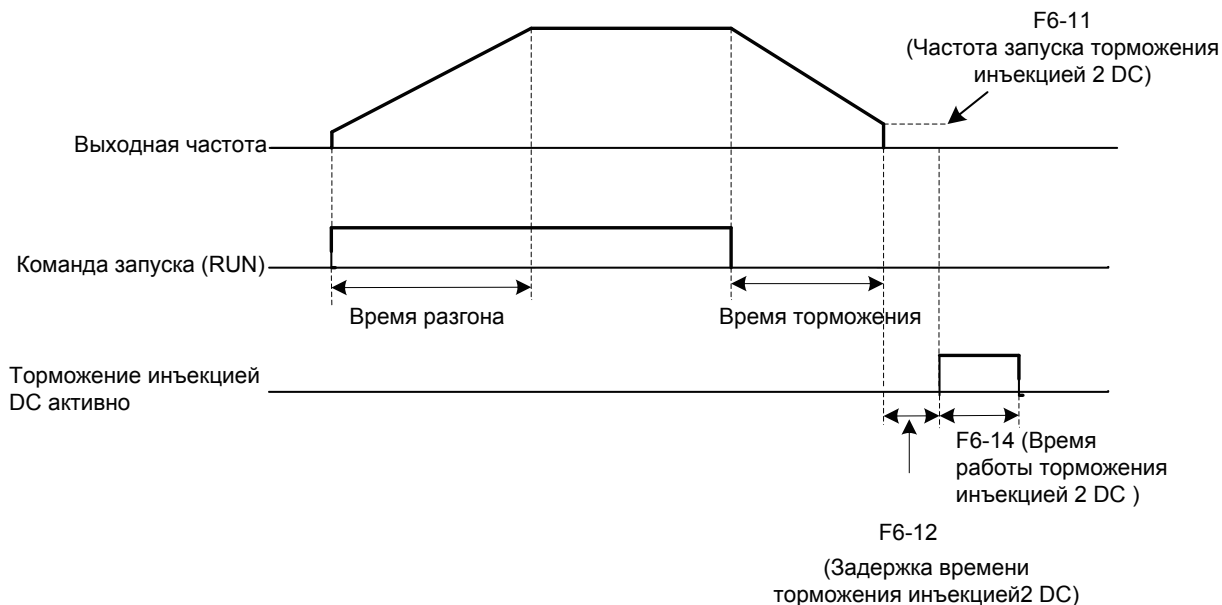 F6-11
(Частота запуска торможения
инъекцией 2 DC)
Выходная частота
Команда запуска (RUN)
Время разгона
Время торможения
Торможение инъекцией
DC активно
F6-14 (Время
работы торможения
инъекцией 2 DC )
F6-12
(Задержка времени
торможения инъекцией2 DC)